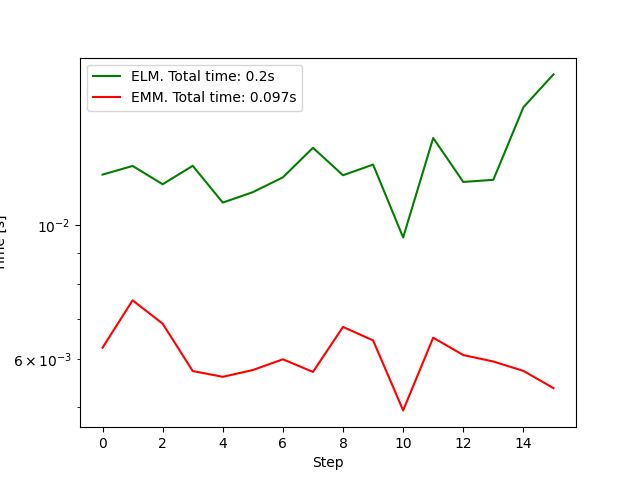 ELM. Total time: 0.2s
EMM. Total time: 0.097s
10⁻²
6 × 10⁻³
[s]
0 2 4 6 8 10 12 14
Step